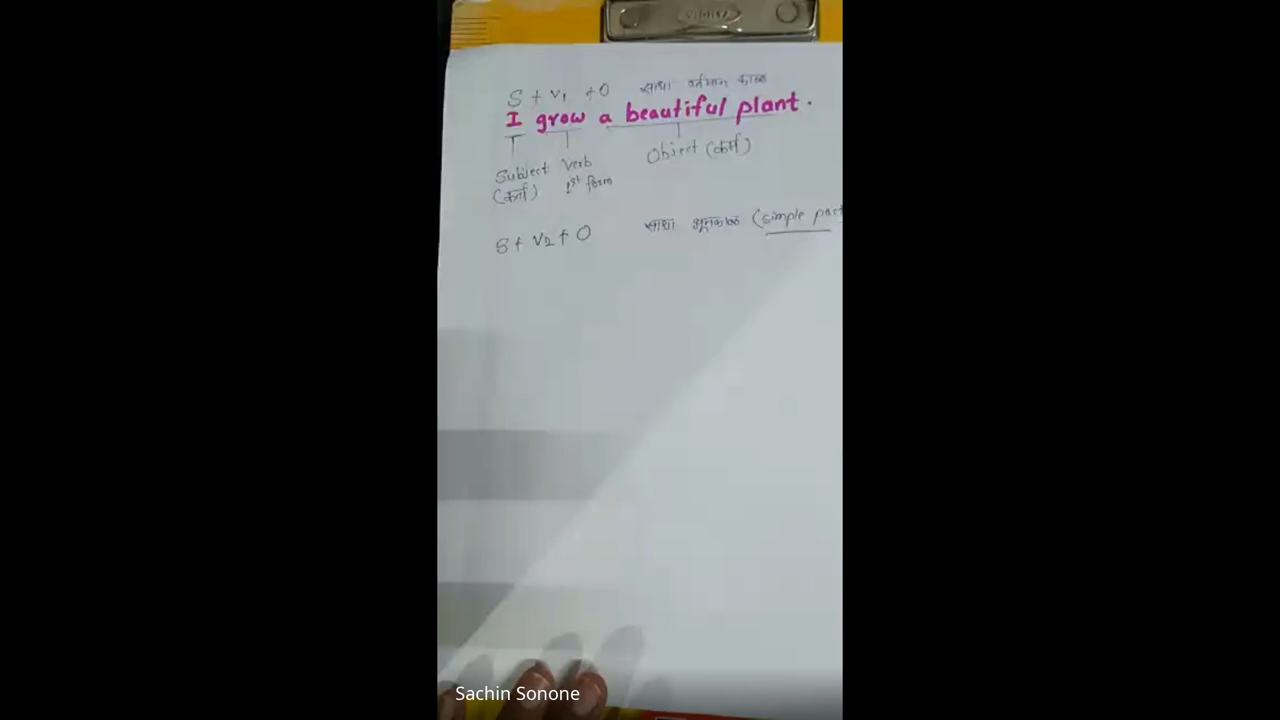 S + V1 + O साधा वर्तमान काळ
I grow a beautiful plant.
Subject Verb Object (कर्म)
(कर्ता) 1st form
S + V2 + O साधा भूतकाळ (simple past
Sachin Sonone